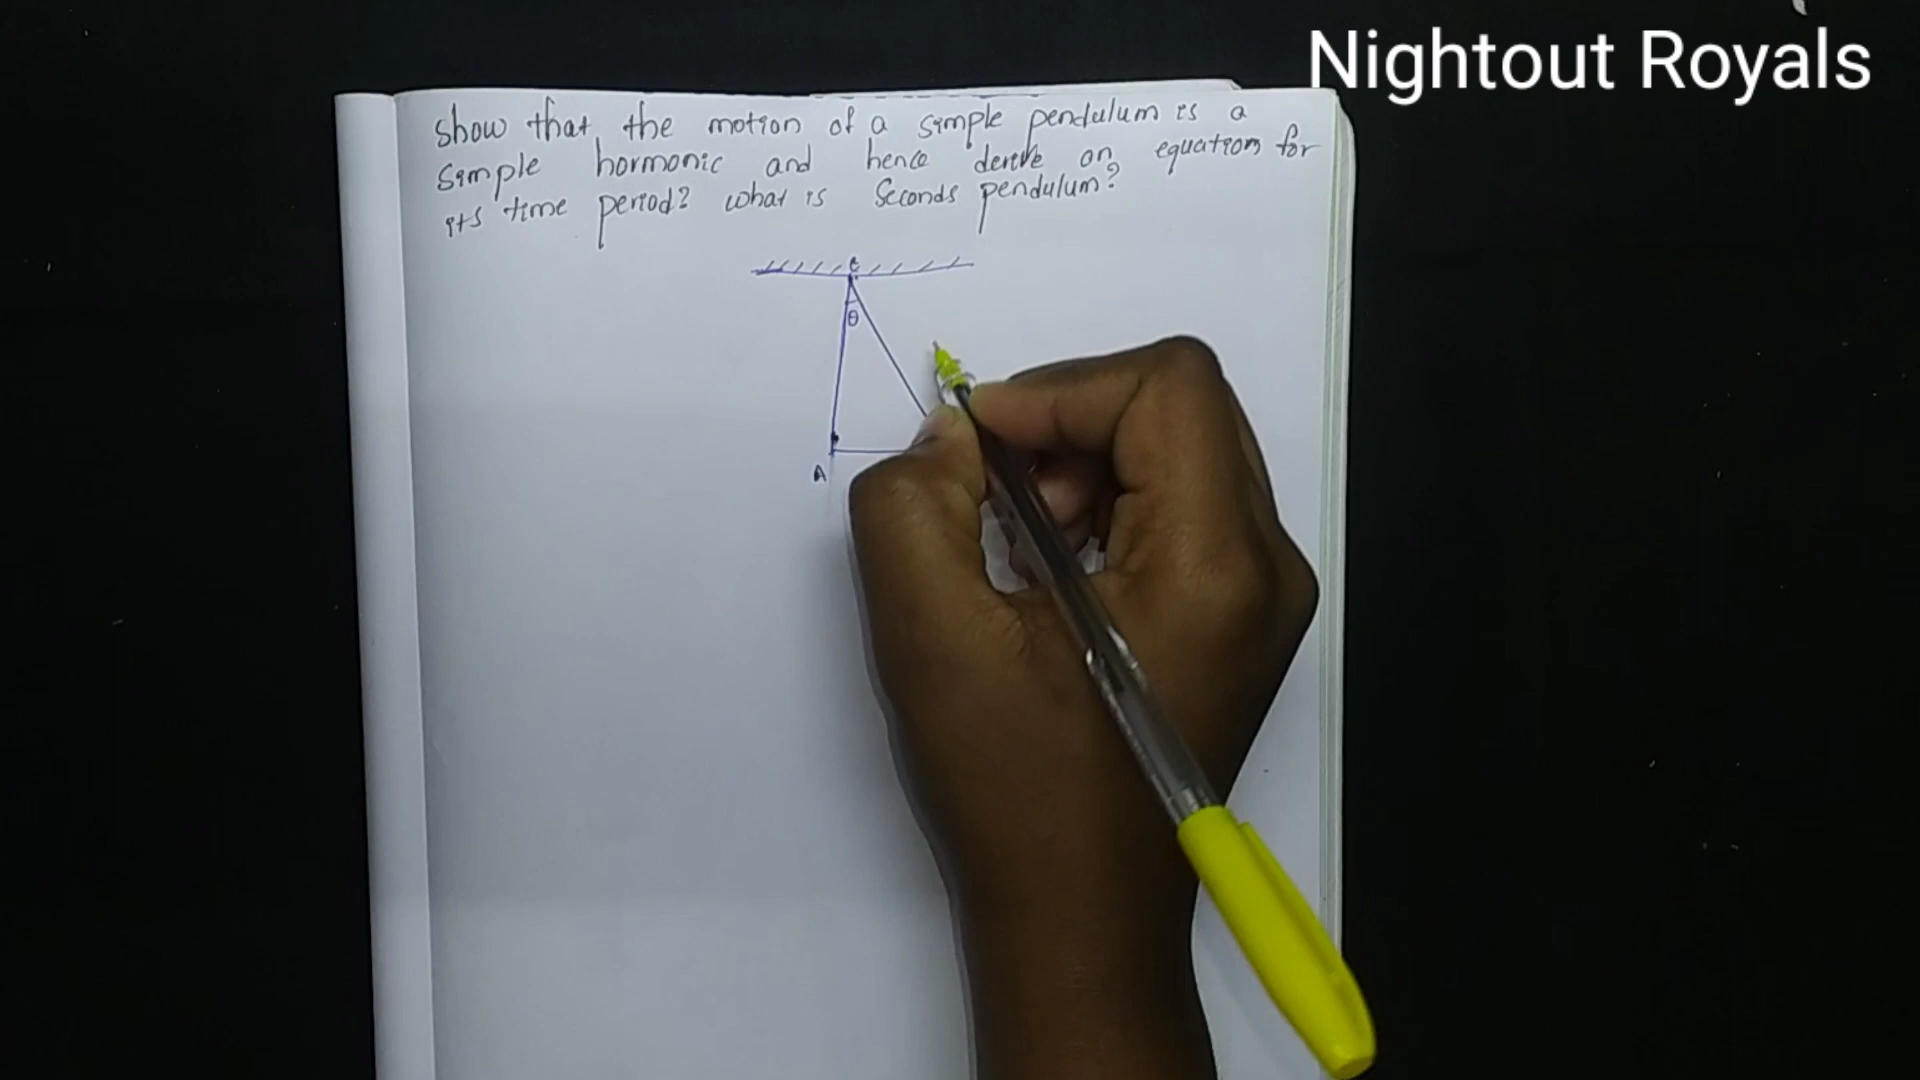 Nightout Royals
show that the motion of a simple pendulum is a
simple hormonic and hence derive an equation for
its time period? what is Seconds pendulum?
θ
A